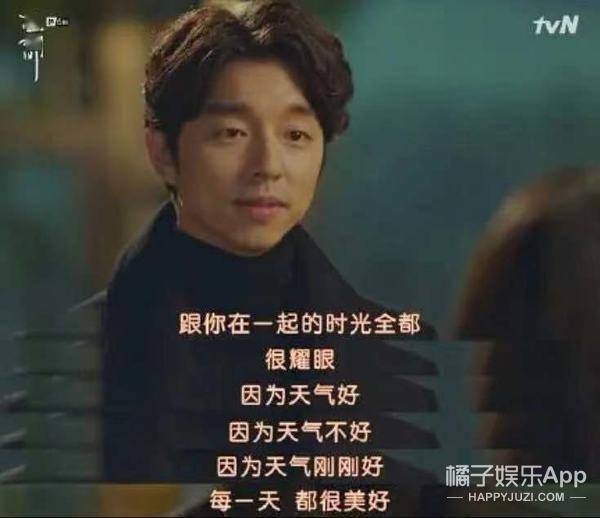 tvN
跟你在一起的时光全都
很耀眼
因为天气好
因为天气不好
因为天气刚刚好
每一天 都很美好
橘子娱乐App
HAPPYJUZI.COM